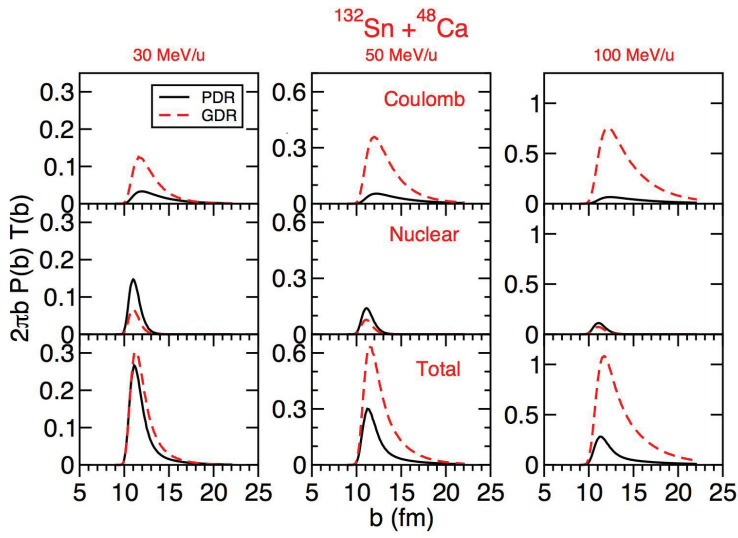 ¹³²Sn + ⁴⁸Ca
30 MeV/u
50 MeV/u
100 MeV/u
0.3
0.2
0.1
0
PDR
GDR
0.6
0.3
0
Coulomb
1
0.5
0
0.3
0.2
0.1
0
0.6
0.3
0
Nuclear
1
0.5
0
0.3
0.2
0.1
0
0.6
0.3
0
Total
1
0.5
0
5 10 15 20 25
5 10 15 20 25
5 10 15 20 25
2πb P(b) T(b)
b (fm)